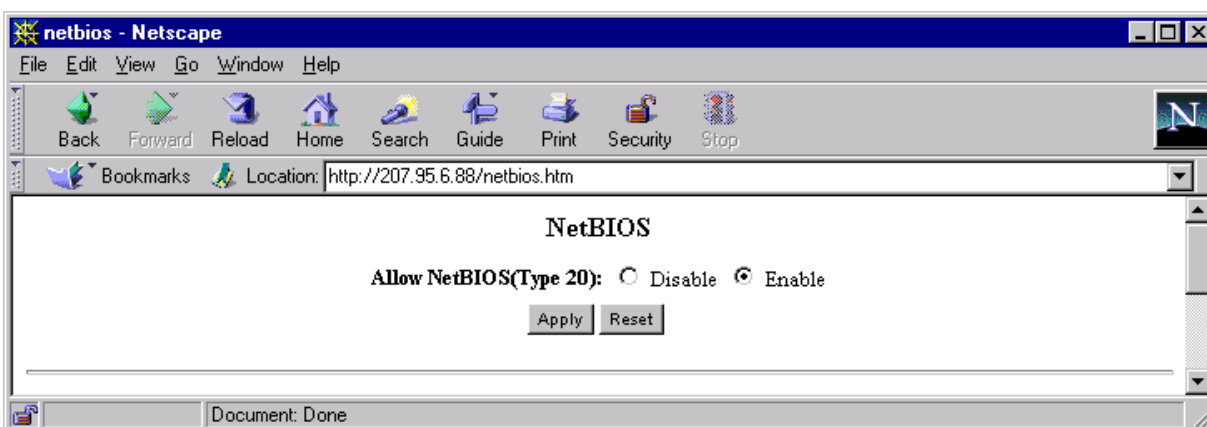 netbios - Netscape
File Edit View Go Window Help
Back Forward Reload Home Search Guide Print Security Stop
N
Bookmarks Location: http://207.95.6.88/netbios.htm
NetBIOS
Allow NetBIOS(Type 20): Disable Enable
Apply Reset
Document: Done